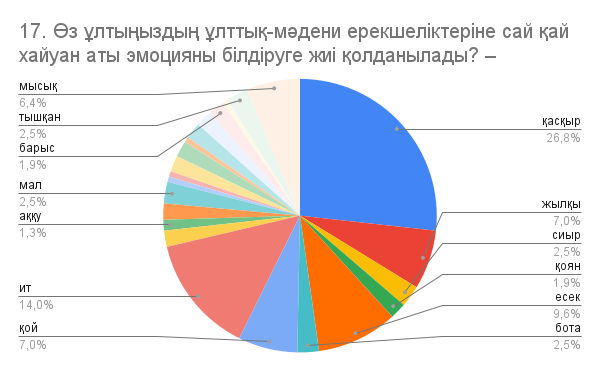 17. Өз ұлтыңыздың ұлттық-мәдени ерекшеліктеріне сай қай
хайуан аты эмоцияны білдіруге жиі қолданылады? –
мысық
6,4%
тышқан
2,5%
барыс
1,9%
мал
2,5%
аққу
1,3%
ит
14,0%
қой
7,0%
қасқыр
26,8%
жылқы
7,0%
сиыр
2,5%
қоян
1,9%
есек
9,6%
бота
2,5%